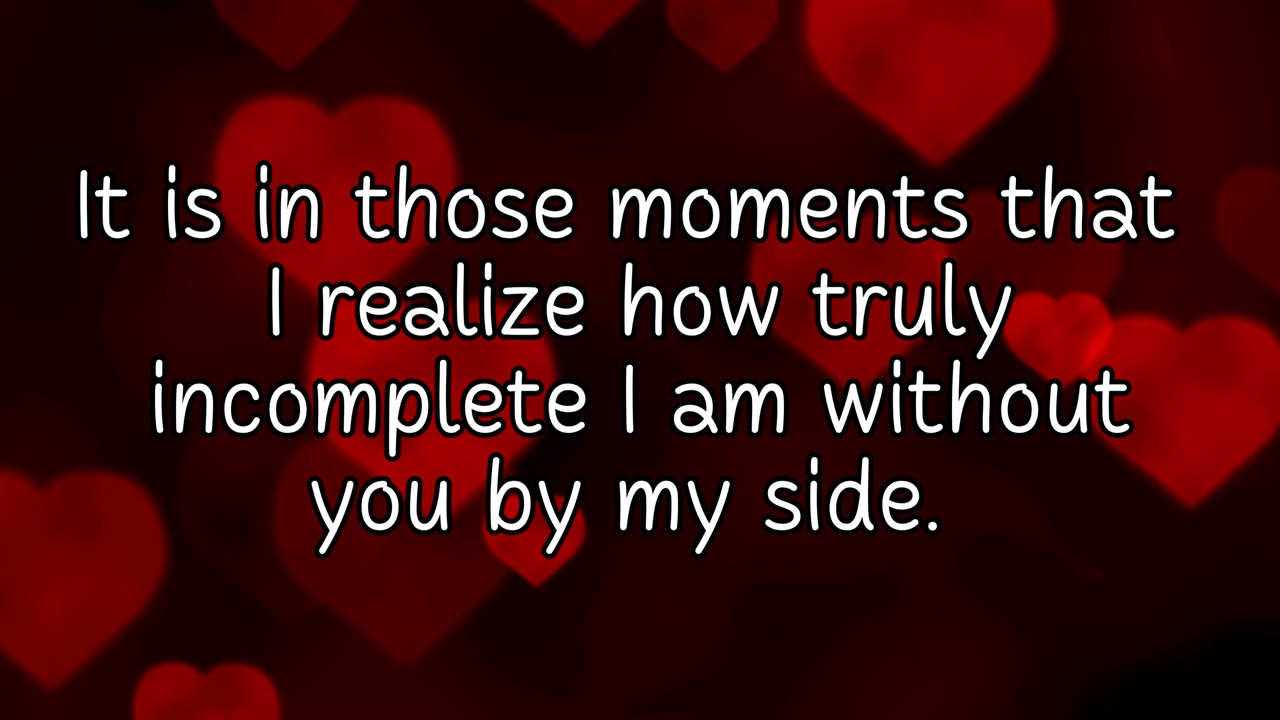 It is in those moments that
I realize how truly
incomplete I am without
you by my side.